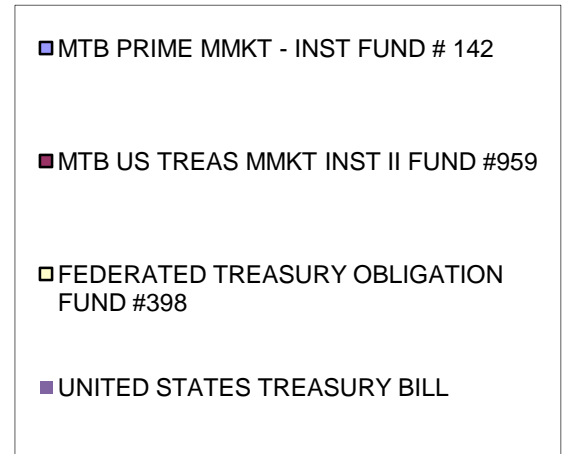 MTB PRIME MMKT - INST FUND # 142
MTB US TREAS MMKT INST II FUND #959
FEDERATED TREASURY OBLIGATION
FUND #398
UNITED STATES TREASURY BILL